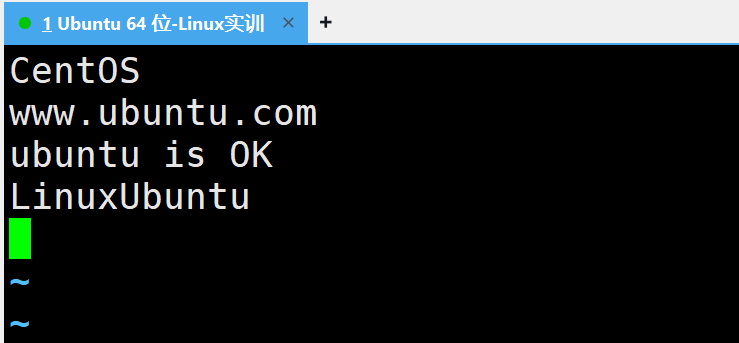 1 Ubuntu 64 位-Linux实训 × +
CentOS
www.ubuntu.com
ubuntu is OK
LinuxUbuntu
~
~